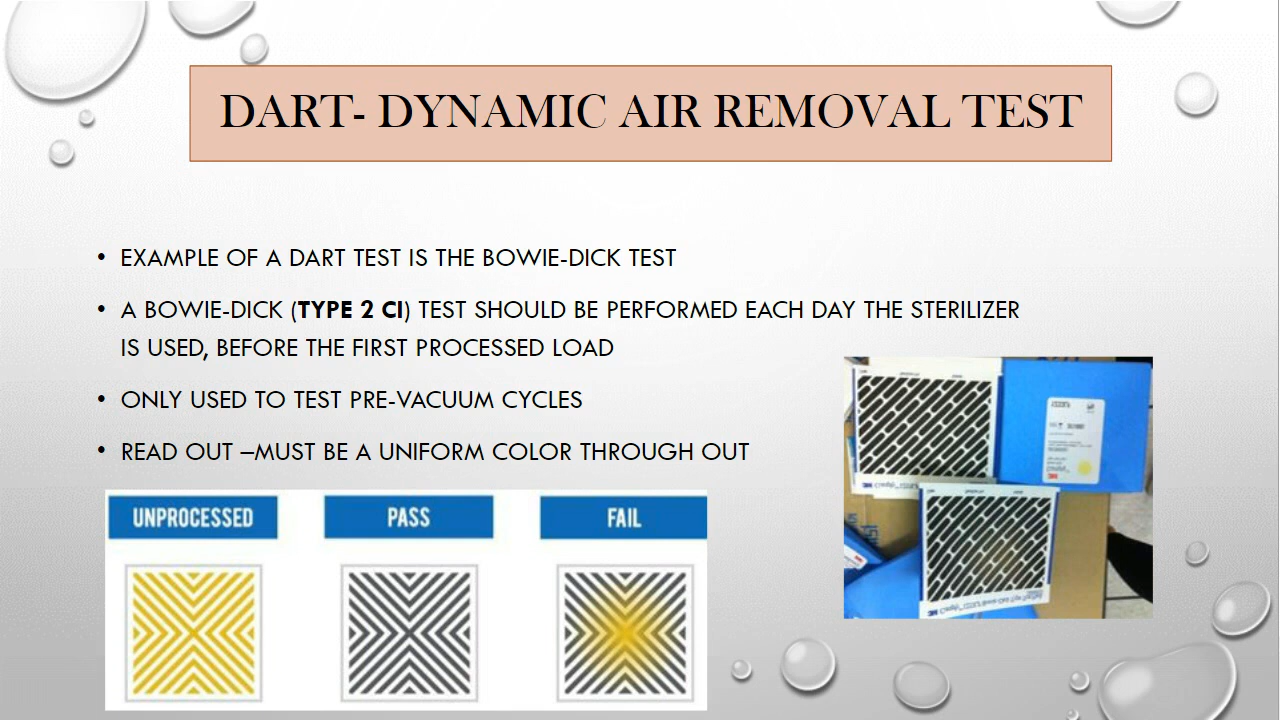 DART- DYNAMIC AIR REMOVAL TEST
• EXAMPLE OF A DART TEST IS THE BOWIE-DICK TEST
• A BOWIE-DICK (TYPE 2 CI) TEST SHOULD BE PERFORMED EACH DAY THE STERILIZER
IS USED, BEFORE THE FIRST PROCESSED LOAD
• ONLY USED TO TEST PRE-VACUUM CYCLES
• READ OUT –MUST BE A UNIFORM COLOR THROUGH OUT
UNPROCESSED
PASS
FAIL
3M
3M